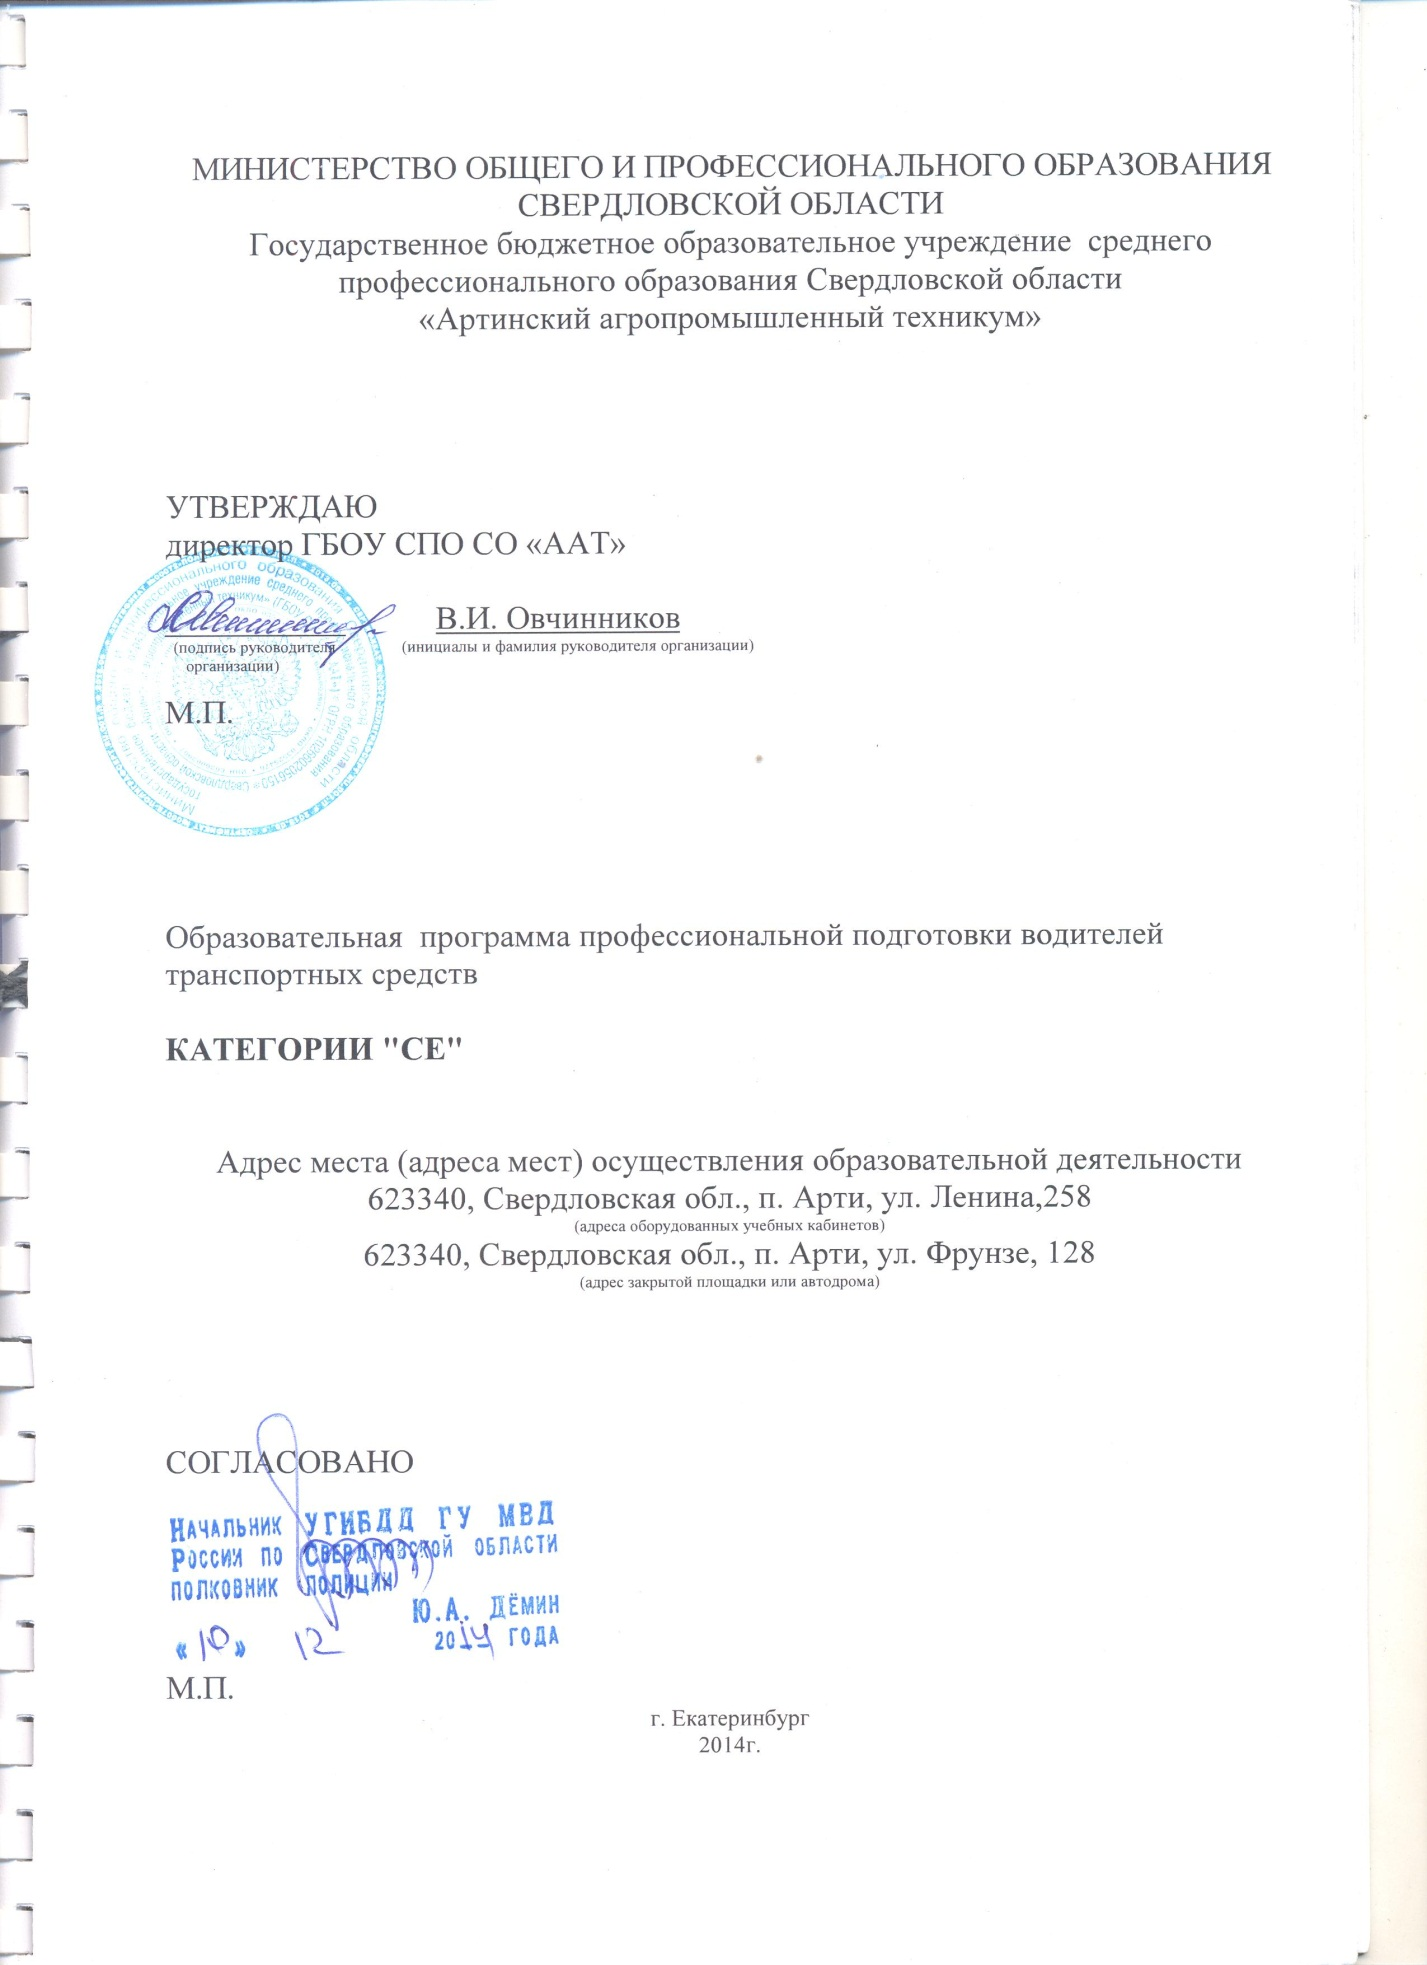 МИНИСТЕРСТВО ОБЩЕГО И ПРОФЕССИОНАЛЬНОГО ОБРАЗОВАНИЯ
СВЕРДЛОВСКОЙ ОБЛАСТИ
Государственное бюджетное образовательное учреждение среднего
профессионального образования Свердловской области
«Артинский агропромышленный техникум»
УТВЕРЖДАЮ
директор ГБОУ СПО СО «ААТ»
В.И. Овчинников
(подпись руководителя (инициалы и фамилия руководителя организации)
организации)
М.П.
Образовательная программа профессиональной подготовки водителей
транспортных средств
КАТЕГОРИИ "СЕ"
Адрес места (адреса мест) осуществления образовательной деятельности
623340, Свердловская обл., п. Арти, ул. Ленина,258
(адреса оборудованных учебных кабинетов)
623340, Свердловская обл., п. Арти, ул. Фрунзе, 128
(адрес закрытой площадки или автодрома)
СОГЛАСОВАНО
Начальник УГИБДД ГУ МВД
России по Свердловской области
полковник полиции
Ю.А. Дёмин
«10» 12 2014 года
М.П.
г. Екатеринбург
2014г.